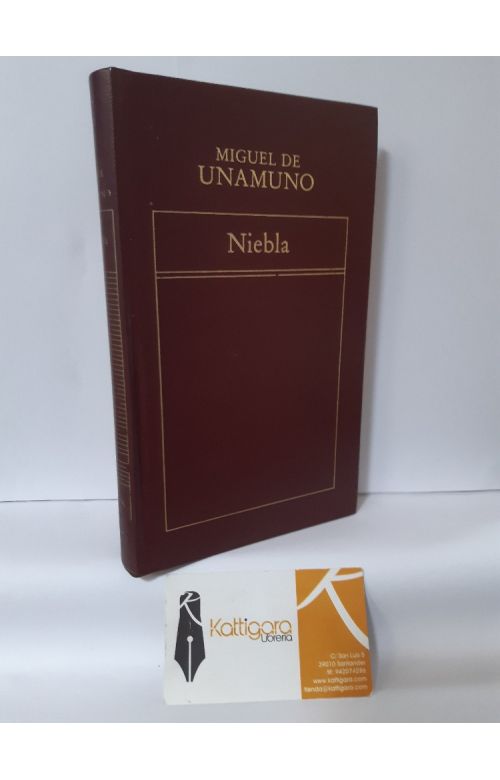 MIGUEL DE
UNAMUNO
Niebla
Kattigara
Librería
C/ San Luis 5
39010 Santander
www.kattigara.com
tienda@kattigara.com